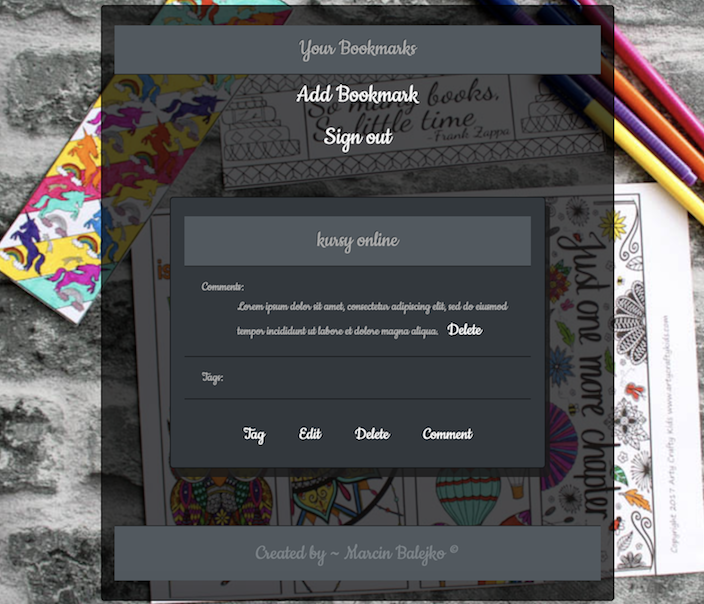 Your Bookmarks
Add Bookmark
Sign out
So many books,
little time
-Frank Zappa
kursy online
Comments:
Lorem ipsum dolor sit amet, consectetur adipiscing elit, sed do eiusmod
tempor incididunt ut labore et dolore magna aliqua. Delete
Tags:
Tag Edit Delete Comment
Just one more chapter
Copyright 2017 Arty Crafty Kids www.artycraftykids.com
Created by ~ Marcin Balejko ©